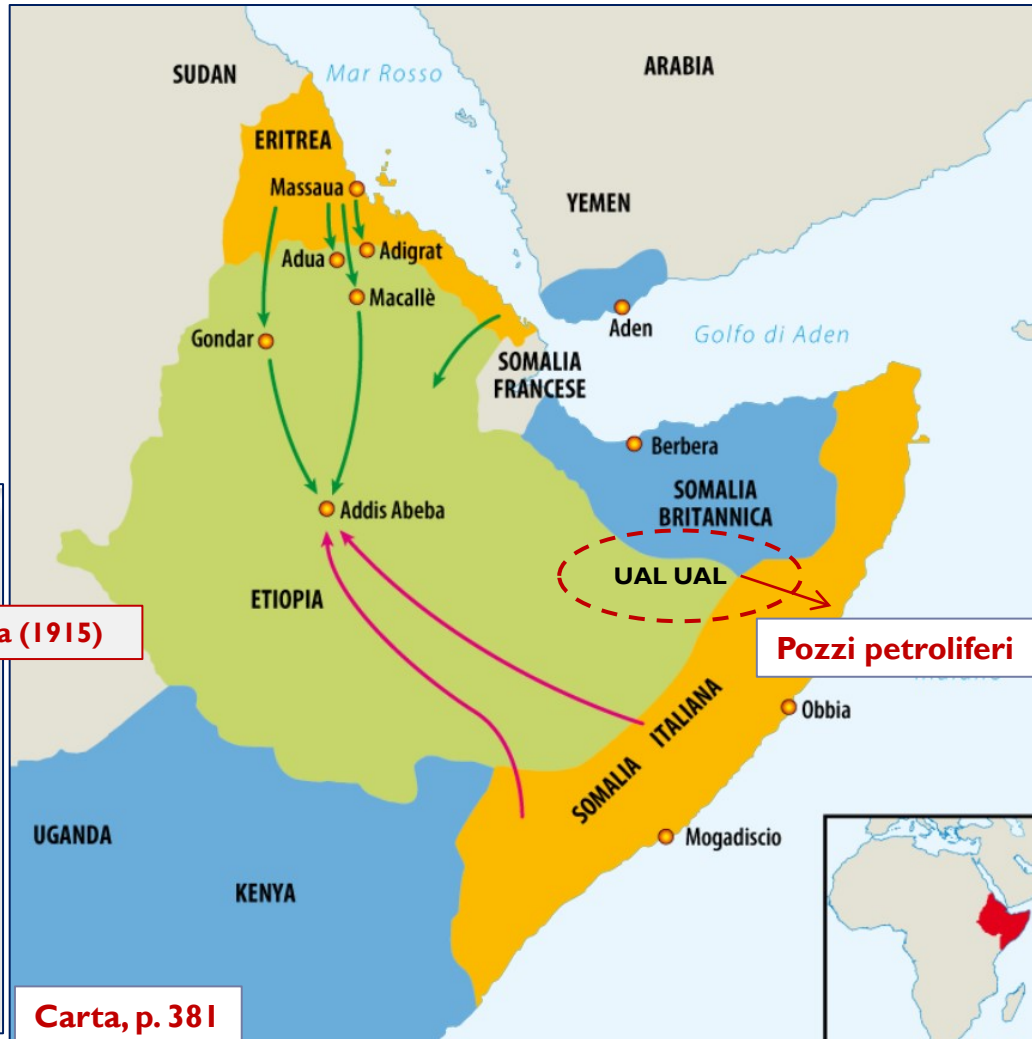 SUDAN
Mar Rosso
ARABIA
ERITREA
Massaua
YEMEN
Adua
Adigrat
Macallè
Aden
Gondar
Golfo di Aden
SOMALIA
FRANCESE
Berbera
SOMALIA
BRITANNICA
Addis Abeba
UAL UAL
ETIOPIA
a (1915)
Pozzi petroliferi
Obbia
SOMALIA ITALIANA
UGANDA
Mogadiscio
KENYA
Carta, p. 381